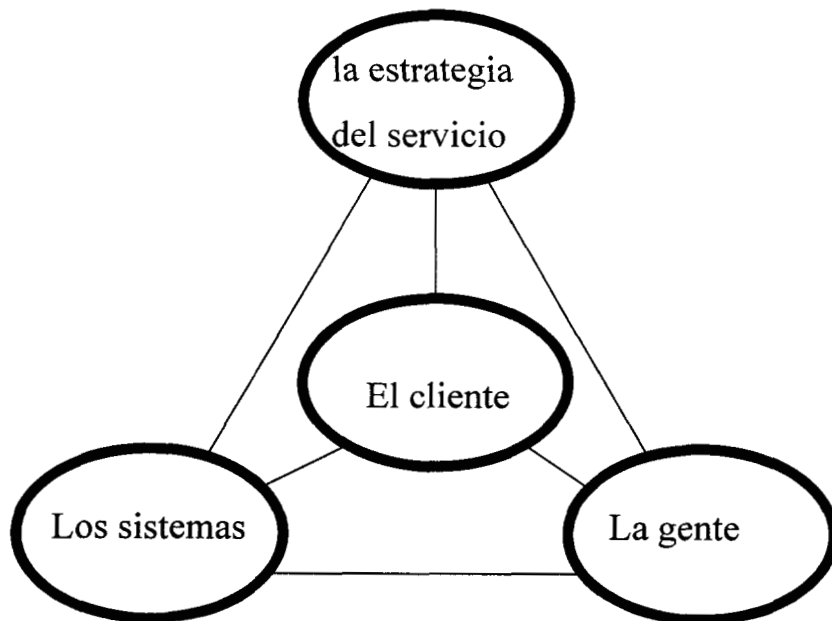 la estrategia
del servicio
El cliente
Los sistemas
La gente